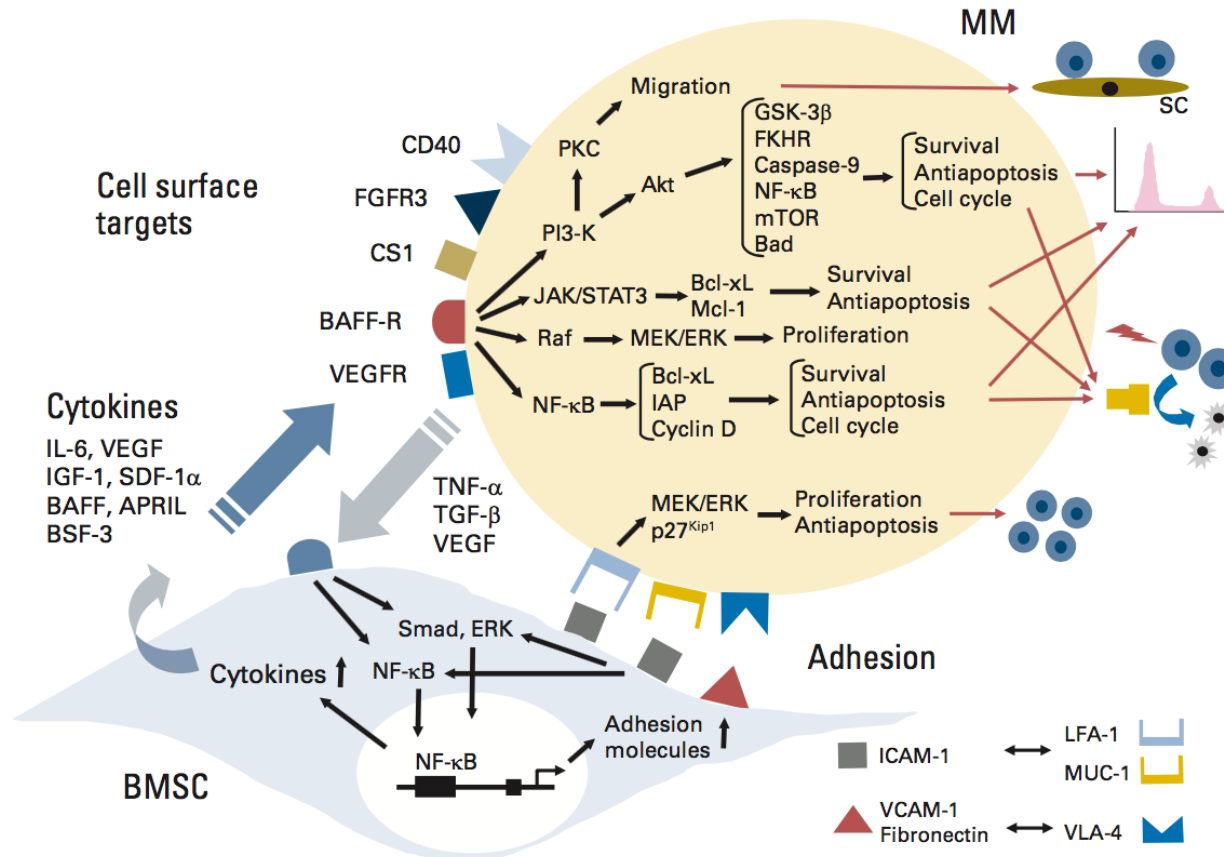 MM
SC
Migration
PKC
PI3-K
Akt
GSK-3β
FKHR
Caspase-9
NF-κB
mTOR
Bad
Survival
Antiapoptosis
Cell cycle
Cell surface
targets
CD40
FGFR3
CS1
BAFF-R
VEGFR
JAK/STAT3
Bcl-xL
Mcl-1
Survival
Antiapoptosis
Raf
MEK/ERK
Proliferation
NF-κB
Bcl-xL
IAP
Cyclin D
Survival
Antiapoptosis
Cell cycle
Cytokines
IL-6, VEGF
IGF-1, SDF-1α
BAFF, APRIL
BSF-3
TNF-α
TGF-β
VEGF
MEK/ERK
p27Kip1
Proliferation
Antiapoptosis
Smad, ERK
NF-κB
Cytokines
NF-κB
Adhesion
molecules
BMSC
Adhesion
ICAM-1
LFA-1
MUC-1
VCAM-1
Fibronectin
VLA-4